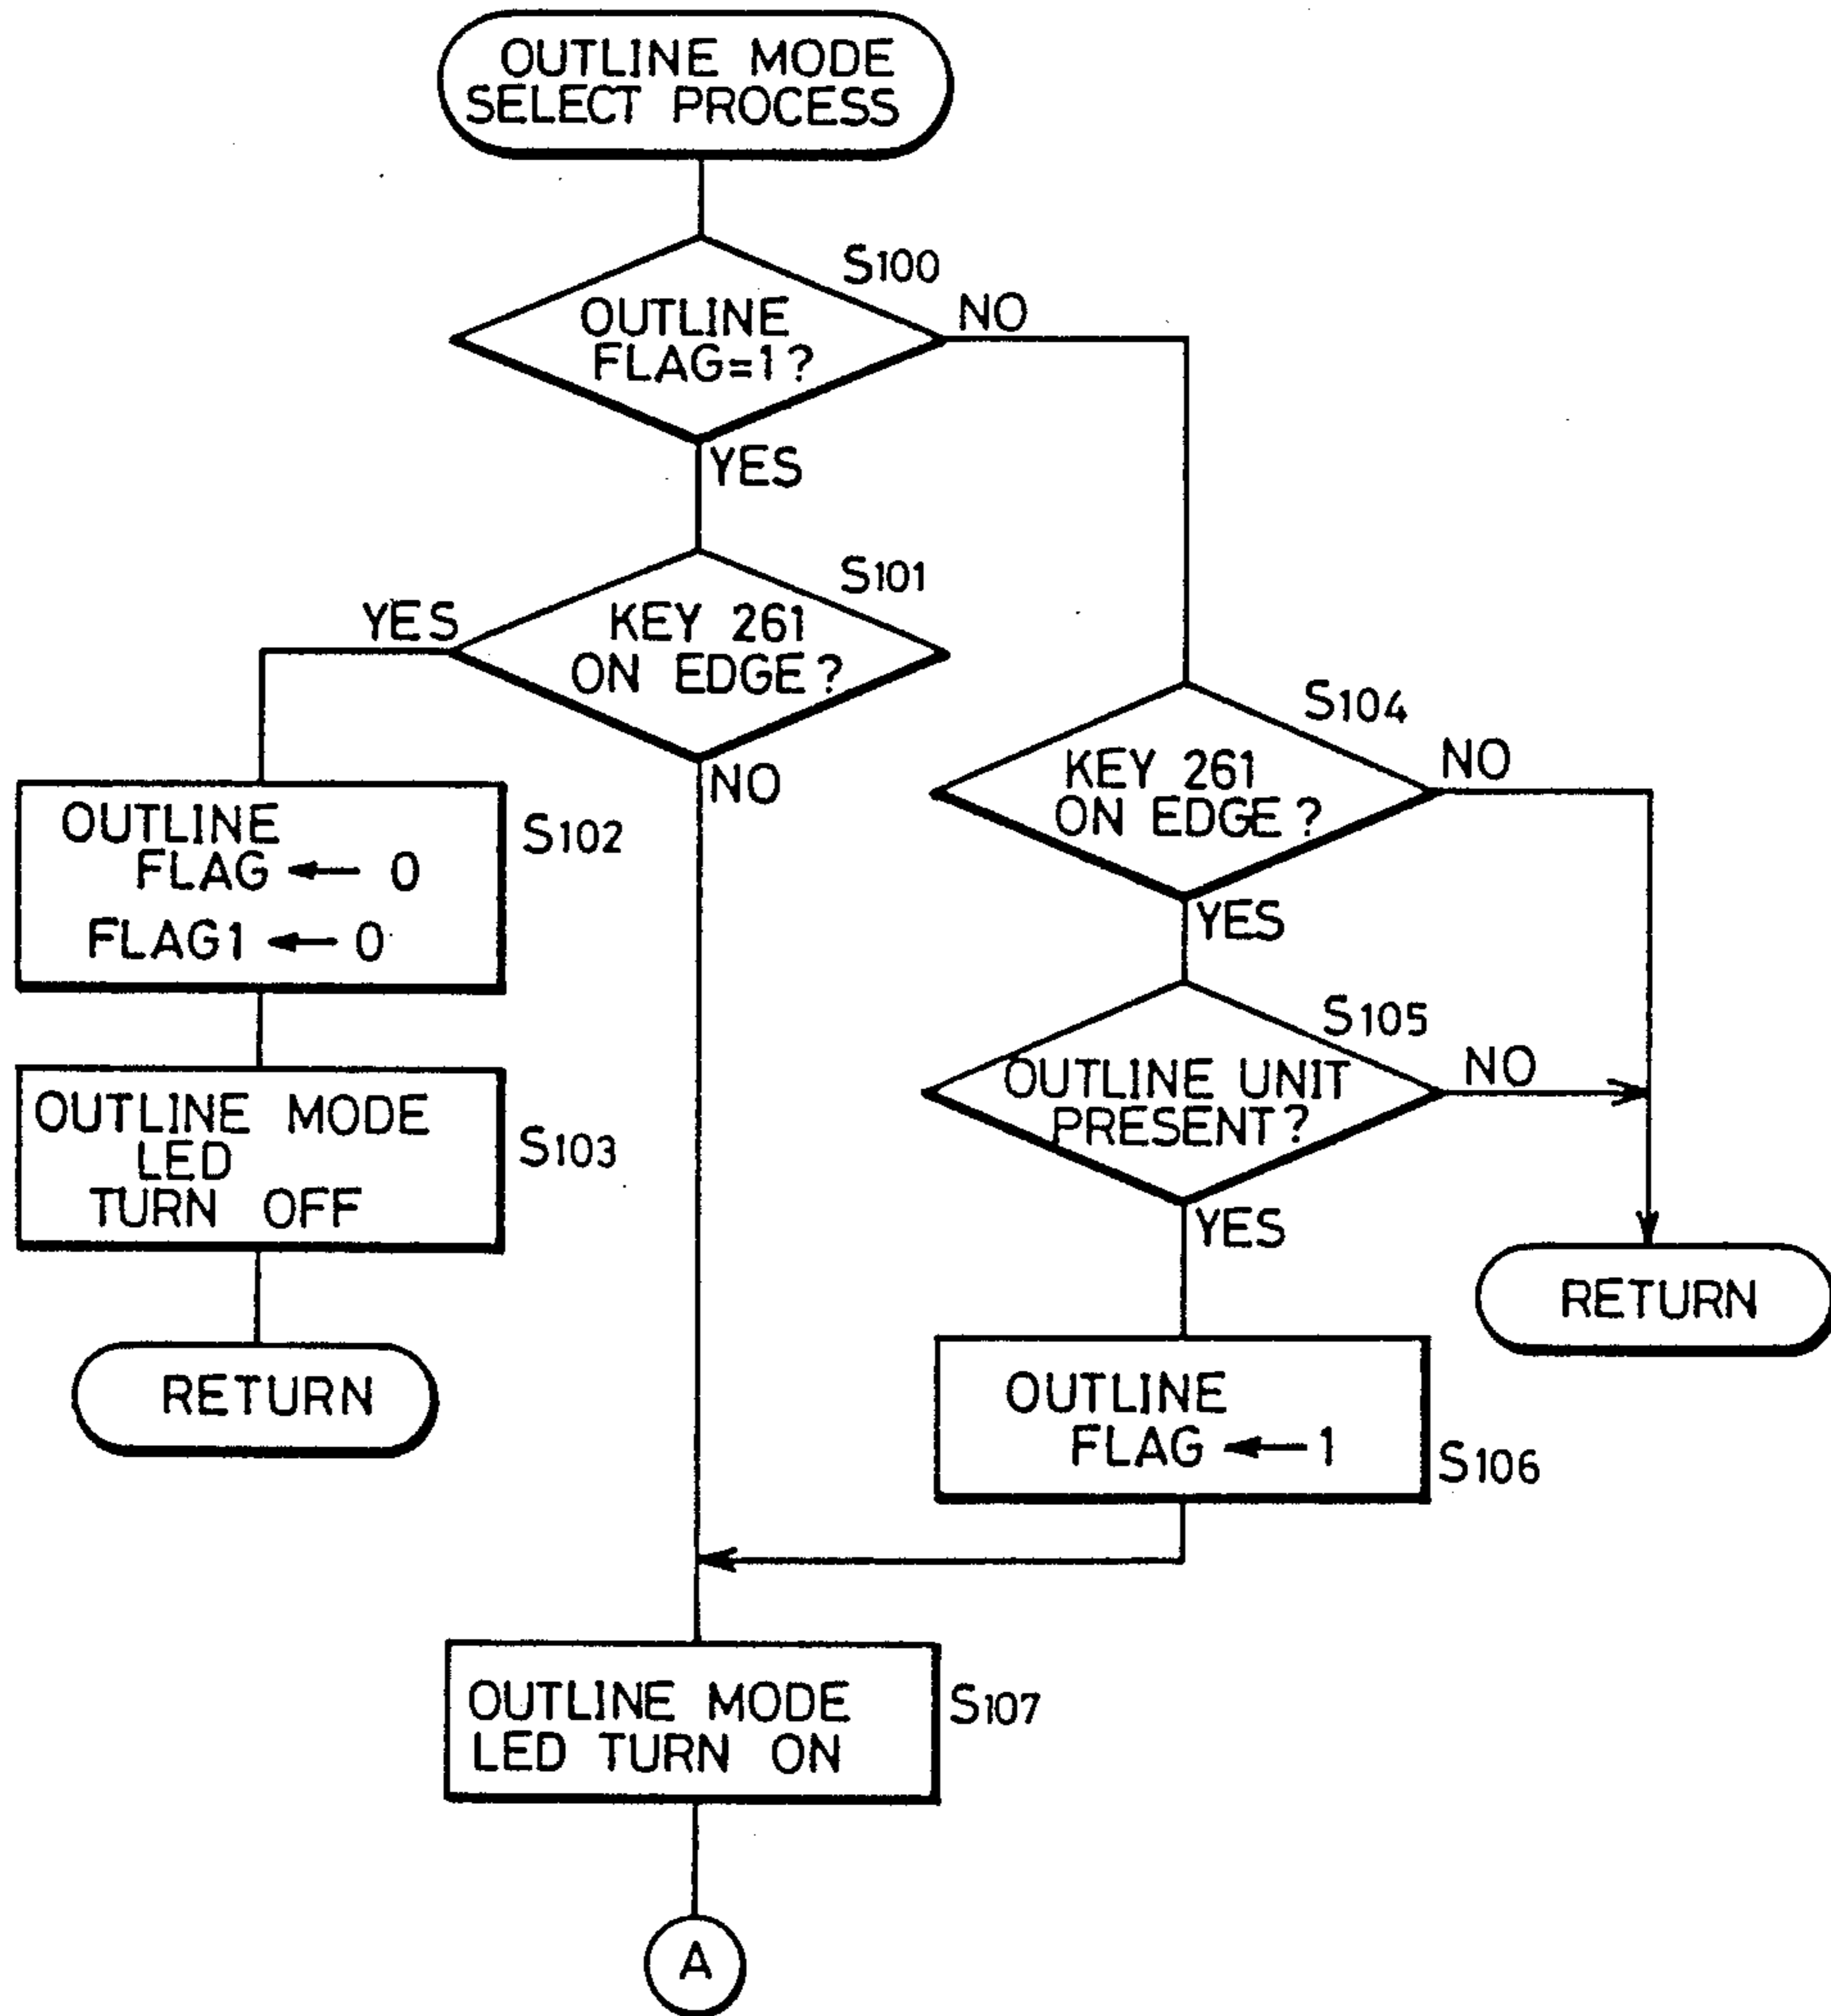 OUTLINE MODE
SELECT PROCESS
S100
OUTLINE
FLAG=1?
NO
YES
S101
YES
KEY 261
ON EDGE?
NO
S104
KEY 261
ON EDGE?
NO
YES
OUTLINE
FLAG ← 0
FLAG1 ← 0
S102
S105
OUTLINE UNIT
PRESENT?
NO
YES
OUTLINE MODE
LED
TURN OFF
S103
RETURN
RETURN
OUTLINE
FLAG ← 1
S106
OUTLINE MODE
LED TURN ON
S107
A